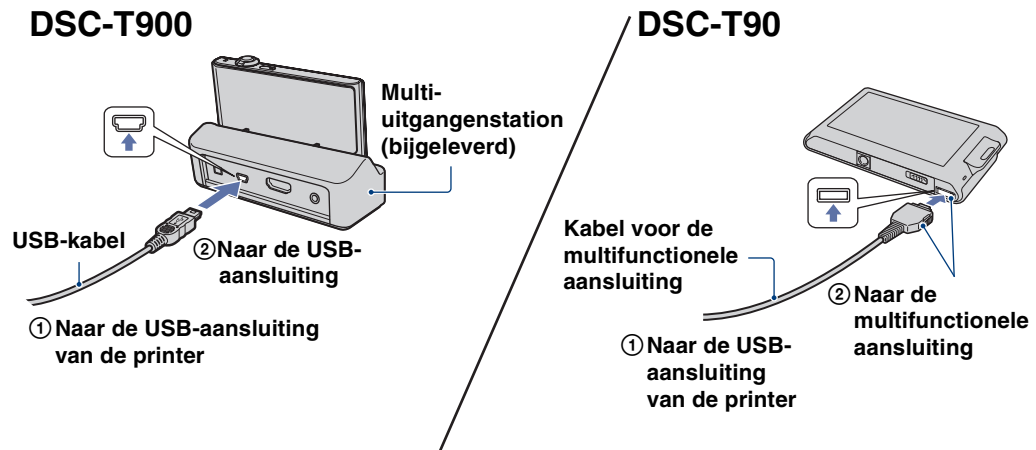 DSC-T900
Multi-
uitgangenstation
(bijgeleverd)
USB-kabel
②Naar de USB-
aansluiting
①Naar de USB-aansluiting
van de printer
DSC-T90
Kabel voor de
multifunctionele
aansluiting
②Naar de
multifunctionele
aansluiting
①Naar de USB-
aansluiting
van de printer